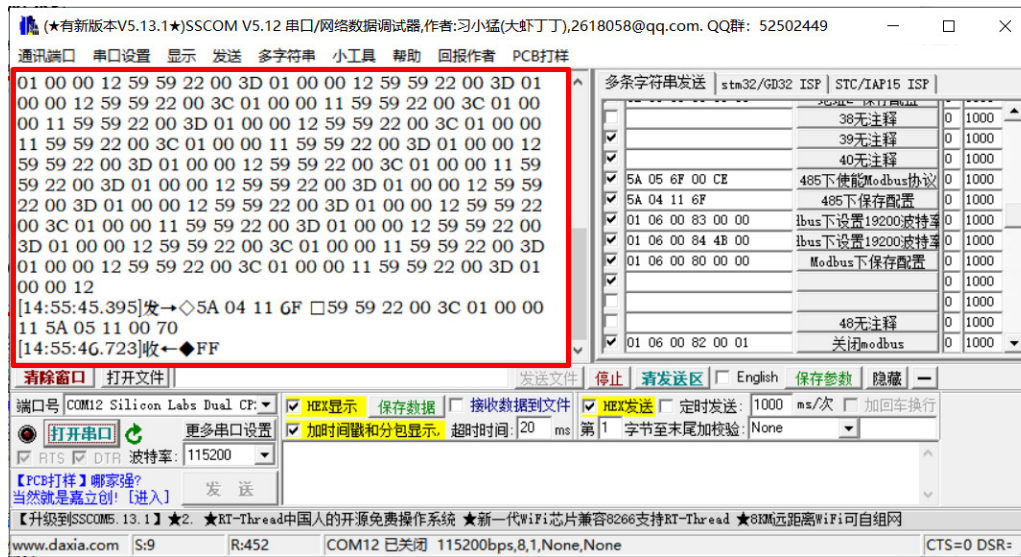 (★有新版本V5.13.1★)SSCOM V5.12 串口/网络数据调试器,作者:习小猛(大虾丁丁),2618058@qq.com. QQ群: 52502449
通讯端口 串口设置 显示 发送 多字符串 小工具 帮助 回报作者 PCB打样
01 00 00 12 59 59 22 00 3D 01 00 00 12 59 59 22 00 3D 01
00 00 12 59 59 22 00 3C 01 00 00 11 59 59 22 00 3C 01 00
00 11 59 59 22 00 3D 01 00 00 12 59 59 22 00 3C 01 00 00
11 59 59 22 00 3C 01 00 00 11 59 59 22 00 3D 01 00 00 12
59 59 22 00 3D 01 00 00 12 59 59 22 00 3C 01 00 00 11 59
59 22 00 3D 01 00 00 12 59 59 22 00 3D 01 00 00 12 59 59
22 00 3D 01 00 00 12 59 59 22 00 3D 01 00 00 12 59 59 22
00 3C 01 00 00 11 59 59 22 00 3D 01 00 00 12 59 59 22 00
3D 01 00 00 12 59 59 22 00 3C 01 00 00 11 59 59 22 00 3D
01 00 00 12 59 59 22 00 3C 01 00 00 11 59 59 22 00 3D 01
00 00 12
[14:55:45.395]发→◇5A 04 11 6F □59 59 22 00 3C 01 00 00
11 5A 05 11 00 70
[14:55:46.723]收←◆FF
多条字符串发送 stm32/GD32 ISP STC/IAP15 ISP
38无注释 0 1000
39无注释 0 1000
40无注释 0 1000
5A 05 6F 00 CE 485下使能Modbus协议 0 1000
5A 04 11 6F 485下保存配置 0 1000
01 06 00 83 00 00 lbus下设置19200波特率 0 1000
01 06 00 84 4B 00 lbus下设置19200波特率 0 1000
01 06 00 80 00 00 Modbus下保存配置 0 1000
0 1000
0 1000
48无注释 0 1000
01 06 00 82 00 01 关闭modbus 0 1000
清除窗口 打开文件 发送文件 停止 清发送区 English 保存参数 隐藏 —
端口号 COM12 Silicon Labs Dual CP: HEX显示 保存数据 接收数据到文件 HEX发送 定时发送: 1000 ms/次 加回车换行
打开串口 更多串口设置 加时间戳和分包显示, 超时时间: 20 ms 第 1 字节至末尾加校验: None
RTS DTR 波特率: 115200
【PCB打样】哪家强?
当然就是嘉立创! [进入]
发 送
【升级到SSCOM5.13.1】★2. ★RT-Thread中国人的开源免费操作系统 ★新一代WiFi芯片兼容8266支持RT-Thread ★8KM远距离WiFi可自组网
www.daxia.com S:9 R:452 COM12 已关闭 115200bps,8,1,None,None CTS=0 DSR=